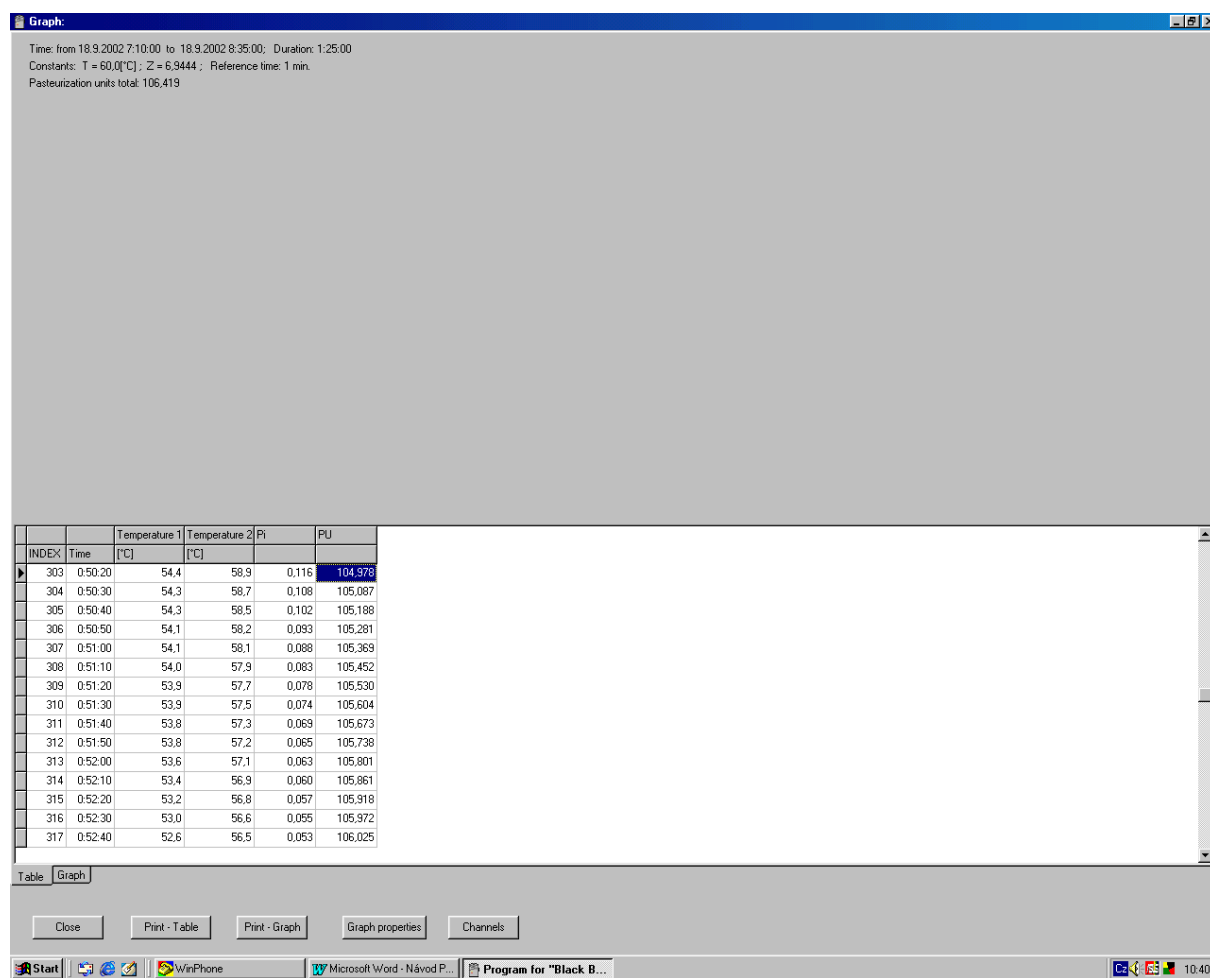 Graph:
Time: from 18.9.2002 7:10:00 to 18.9.2002 8:35:00; Duration: 1:25:00
Constants: T = 60,0[°C] ; Z = 6,9444 ; Reference time: 1 min.
Pasteurization units total: 106,419
Temperature 1 Temperature 2 Pi PU
INDEX Time [°C] [°C]
303 0:50:20 54,4 58,9 0,116 104,978
304 0:50:30 54,3 58,7 0,108 105,087
305 0:50:40 54,3 58,5 0,102 105,188
306 0:50:50 54,1 58,2 0,093 105,281
307 0:51:00 54,1 58,1 0,088 105,369
308 0:51:10 54,0 57,9 0,083 105,452
309 0:51:20 53,9 57,7 0,078 105,530
310 0:51:30 53,9 57,5 0,074 105,604
311 0:51:40 53,8 57,3 0,069 105,673
312 0:51:50 53,8 57,2 0,065 105,738
313 0:52:00 53,6 57,1 0,063 105,801
314 0:52:10 53,4 56,9 0,060 105,861
315 0:52:20 53,2 56,8 0,057 105,918
316 0:52:30 53,0 56,6 0,055 105,972
317 0:52:40 52,6 56,5 0,053 106,025
Table Graph
Close Print - Table Print - Graph Graph properties Channels
Start WinPhone Microsoft Word - Návod P... Program for "Black B... Cz 10:40